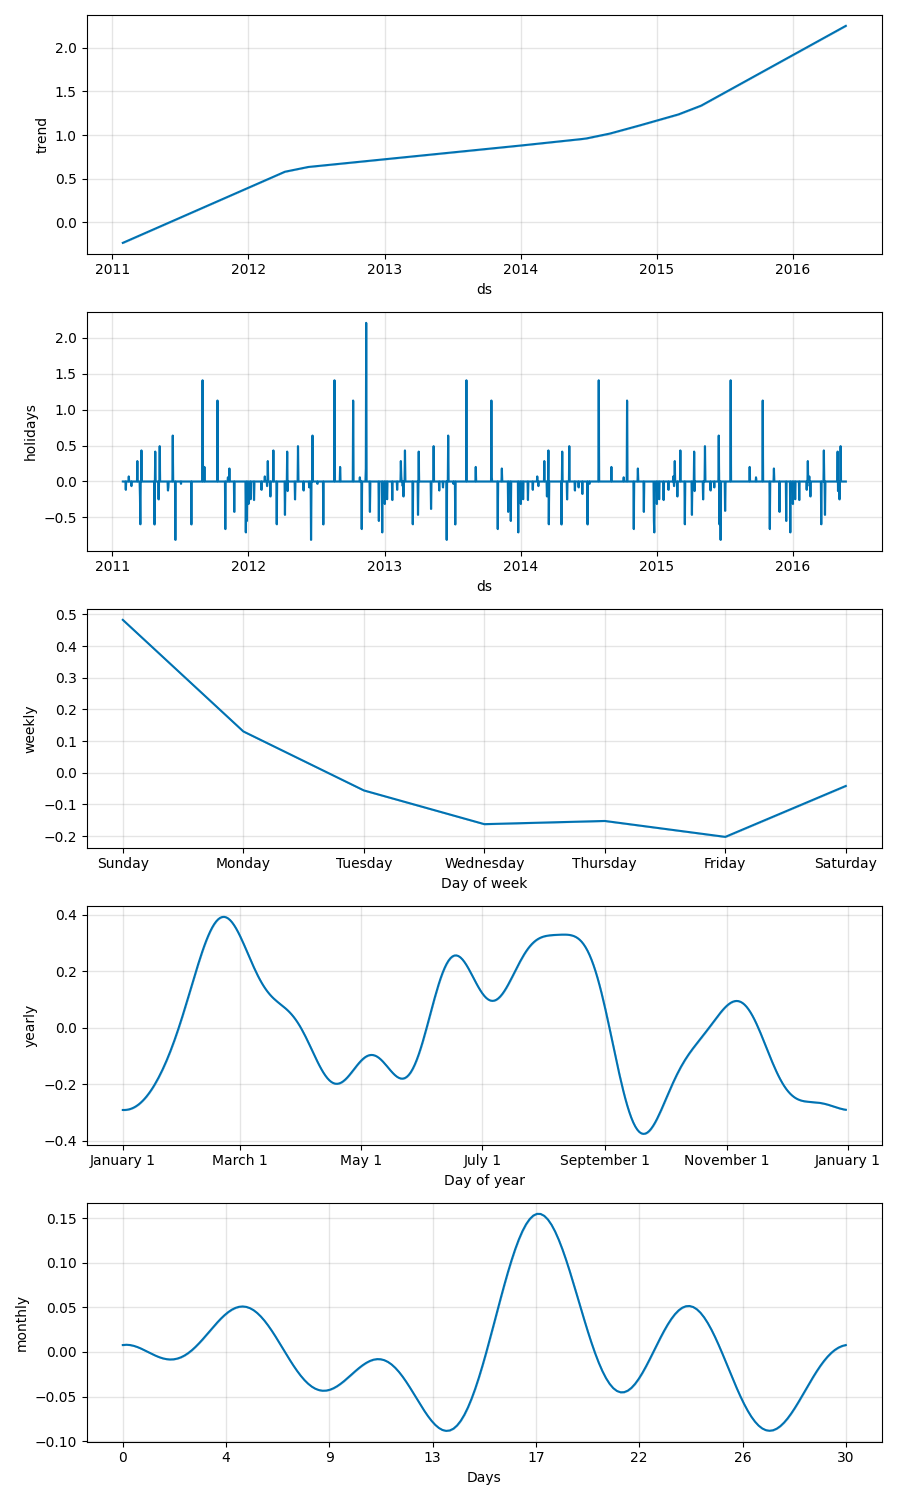 trend
2.0
1.5
1.0
0.5
0.0
2011 2012 2013 2014 2015 2016
ds
holidays
2.0
1.5
1.0
0.5
0.0
−0.5
2011 2012 2013 2014 2015 2016
ds
weekly
0.5
0.4
0.3
0.2
0.1
0.0
−0.1
−0.2
Sunday Monday Tuesday Wednesday Thursday Friday Saturday
Day of week
yearly
0.4
0.2
0.0
−0.2
−0.4
January 1 March 1 May 1 July 1 September 1 November 1 January 1
Day of year
monthly
0.15
0.10
0.05
0.00
−0.05
−0.10
0 4 9 13 17 22 26 30
Days